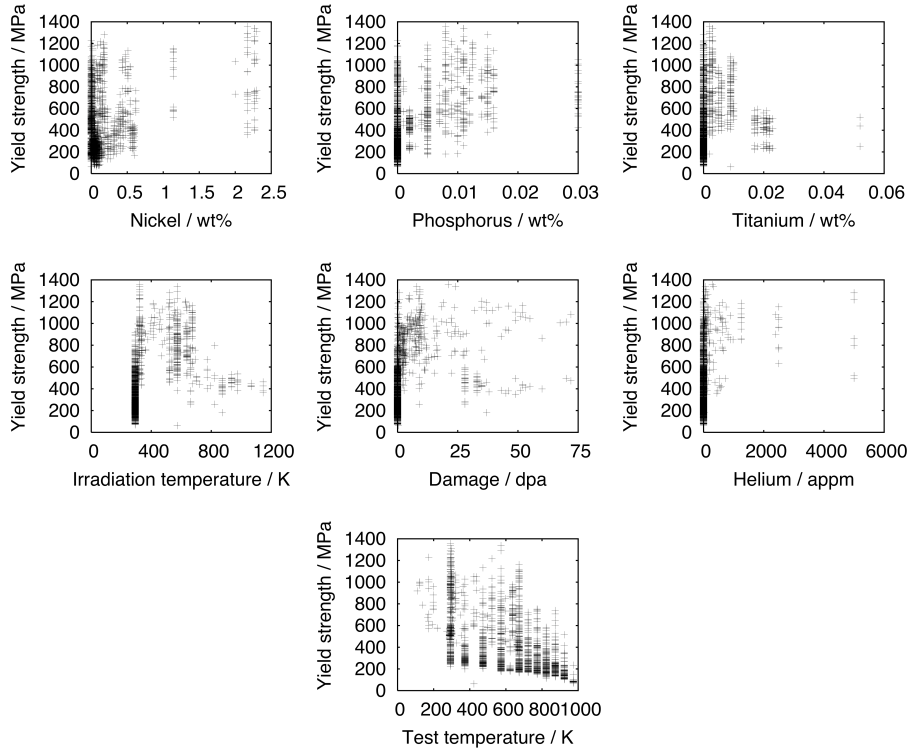 Yield strength / MPa
1400
1200
1000
800
600
400
200
0
0 0.5 1 1.5 2 2.5
Nickel / wt%
Yield strength / MPa
1400
1200
1000
800
600
400
200
0
0 0.01 0.02 0.03
Phosphorus / wt%
Yield strength / MPa
1400
1200
1000
800
600
400
200
0
0 0.02 0.04 0.06
Titanium / wt%
Yield strength / MPa
1400
1200
1000
800
600
400
200
0
0 400 800 1200
Irradiation temperature / K
Yield strength / MPa
1400
1200
1000
800
600
400
200
0
0 25 50 75
Damage / dpa
Yield strength / MPa
1400
1200
1000
800
600
400
200
0
0 2000 4000 6000
Helium / appm
Yield strength / MPa
1400
1200
1000
800
600
400
200
0
0 200 400 600 8001000
Test temperature / K